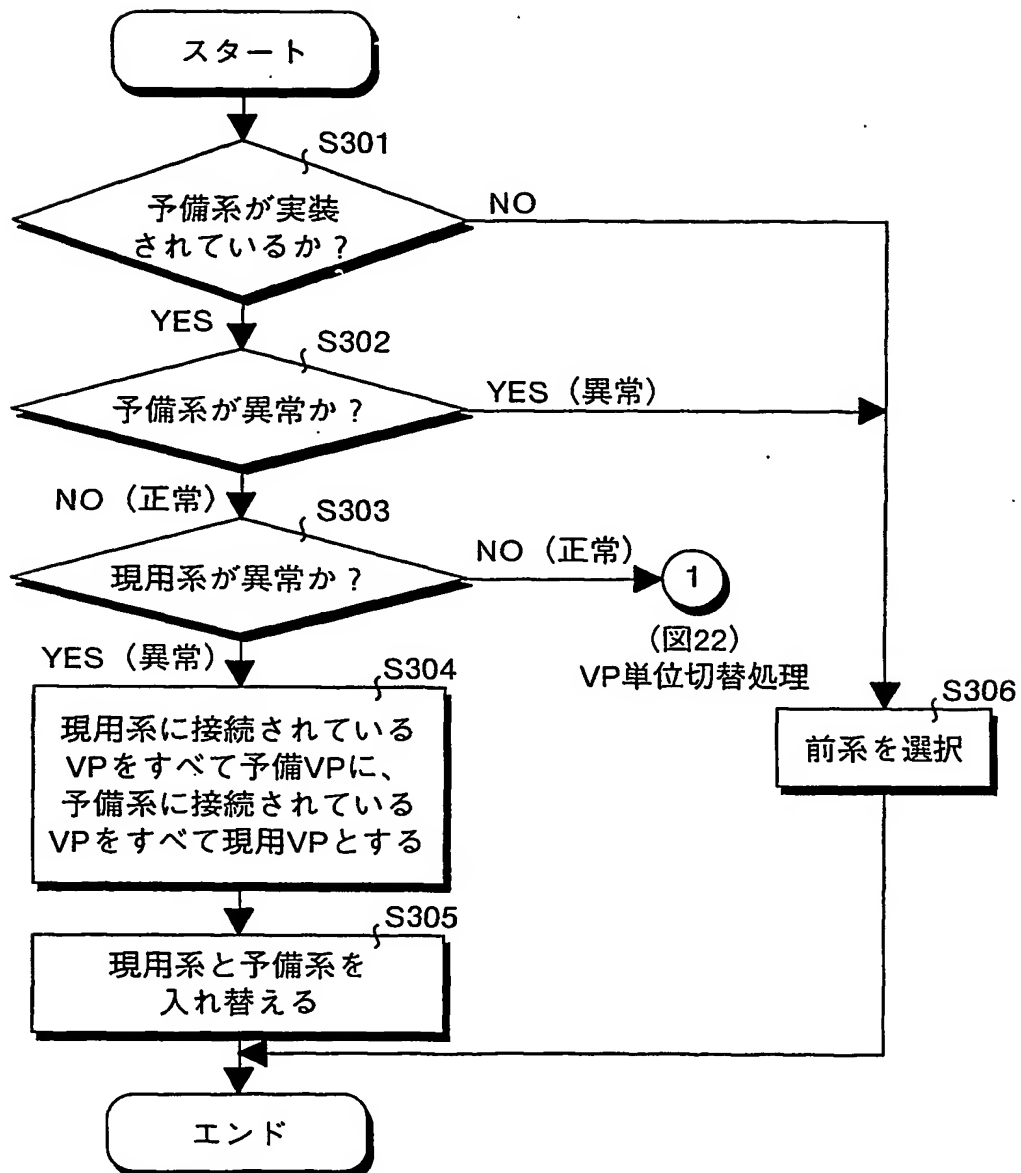 スタート
S301
予備系が実装
されているか?
NO
YES
S302
予備系が異常か?
YES(異常)
NO(正常)
S303
現用系が異常か?
NO(正常)
1
(図22)
VP単位切替処理
YES(異常)
S304
現用系に接続されている
VPをすべて予備VPに、
予備系に接続されている
VPをすべて現用VPとする
S306
前系を選択
S305
現用系と予備系を
入れ替える
エンド